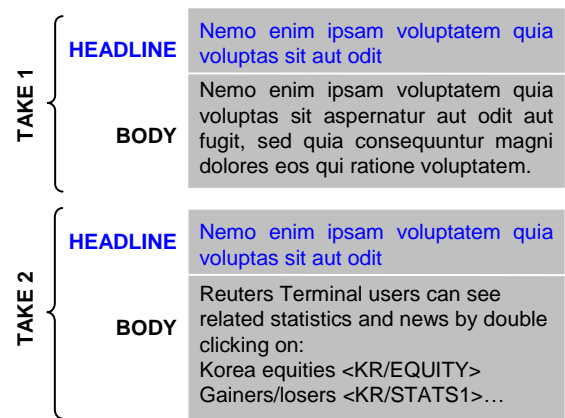 TAKE 1
HEADLINE
Nemo enim ipsam voluptatem quia
voluptas sit aut odit
BODY
Nemo enim ipsam voluptatem quia
voluptas sit aspernatur aut odit aut
fugit, sed quia consequuntur magni
dolores eos qui ratione voluptatem.
TAKE 2
HEADLINE
Nemo enim ipsam voluptatem quia
voluptas sit aut odit
BODY
Reuters Terminal users can see
related statistics and news by double
clicking on:
Korea equities <KR/EQUITY>
Gainers/losers <KR/STATS1>…